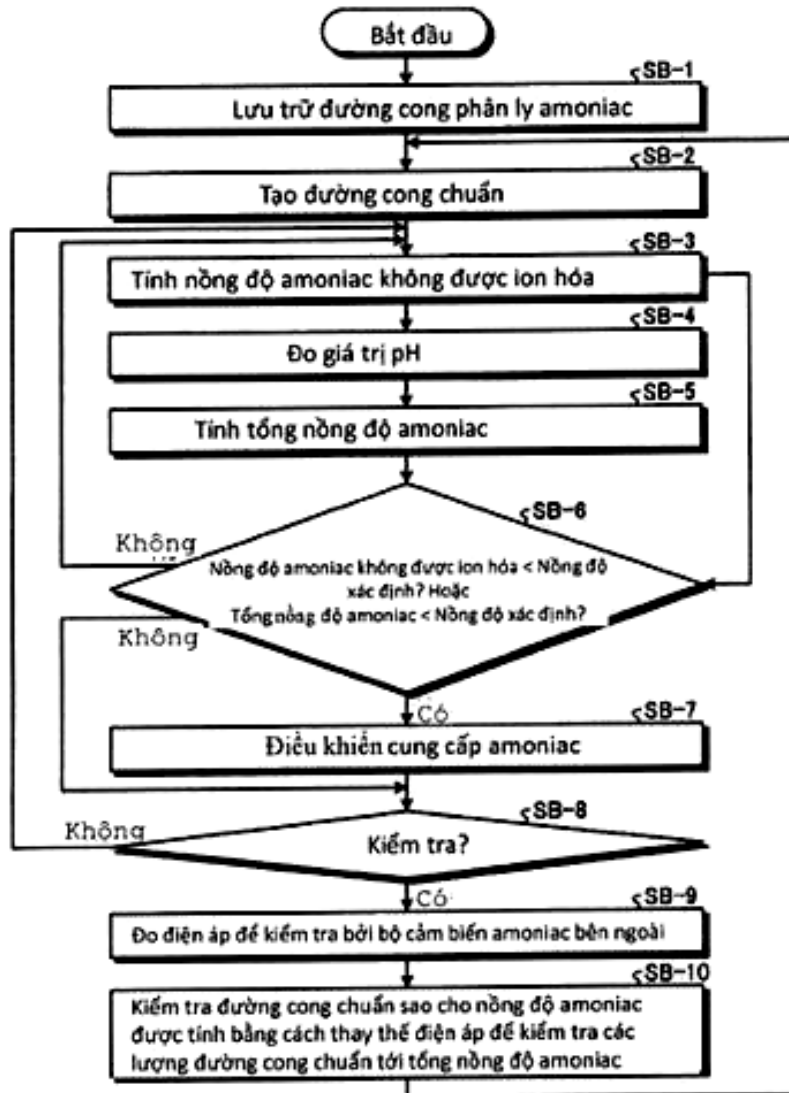 Bắt đầu
SB-1
Lưu trữ đường cong phân ly amoniac
SB-2
Tạo đường cong chuẩn
SB-3
Tính nồng độ amoniac không được ion hóa
SB-4
Đo giá trị pH
SB-5
Tính tổng nồng độ amoniac
SB-6
Không
Nồng độ amoniac không được ion hóa < Nồng độ
xác định? Hoặc
Tổng nồng độ amoniac < Nồng độ xác định?
Không
Có
SB-7
Điều khiển cung cấp amoniac
SB-8
Không
Kiểm tra?
Có
SB-9
Đo điện áp để kiểm tra bởi bộ cảm biến amoniac bên ngoài
SB-10
Kiểm tra đường cong chuẩn sao cho nồng độ amoniac
được tính bằng cách thay thế điện áp để kiểm tra các
lượng đường cong chuẩn tới tổng nồng độ amoniac